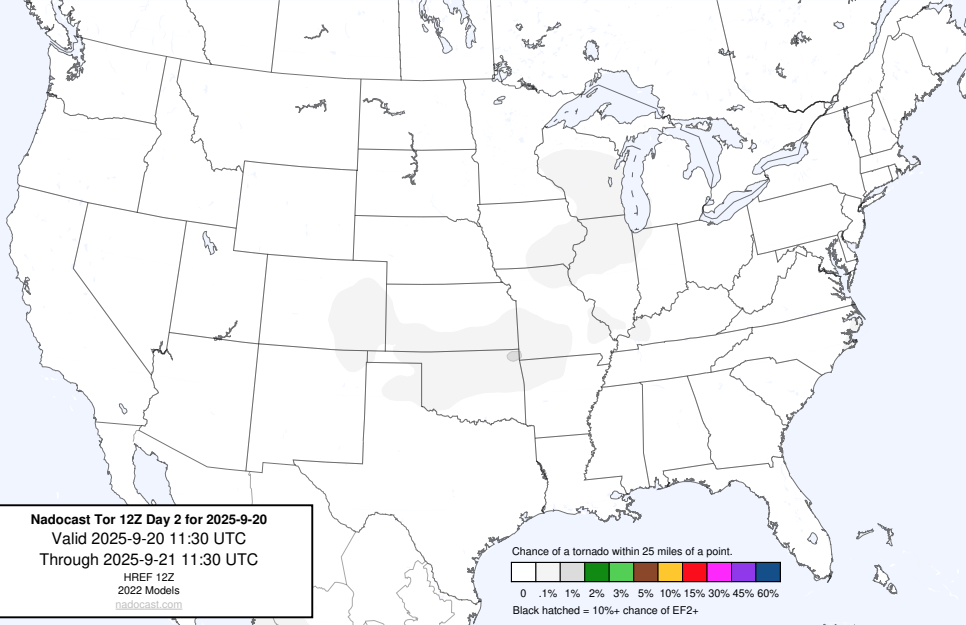 Nadocast Tor 12Z Day 2 for 2025-9-20
Valid 2025-9-20 11:30 UTC
Through 2025-9-21 11:30 UTC
HREF 12Z
2022 Models
nadocast.com
Chance of a tornado within 25 miles of a point.
0 .1% 1% 2% 3% 5% 10% 15% 30% 45% 60%
Black hatched = 10%+ chance of EF2+